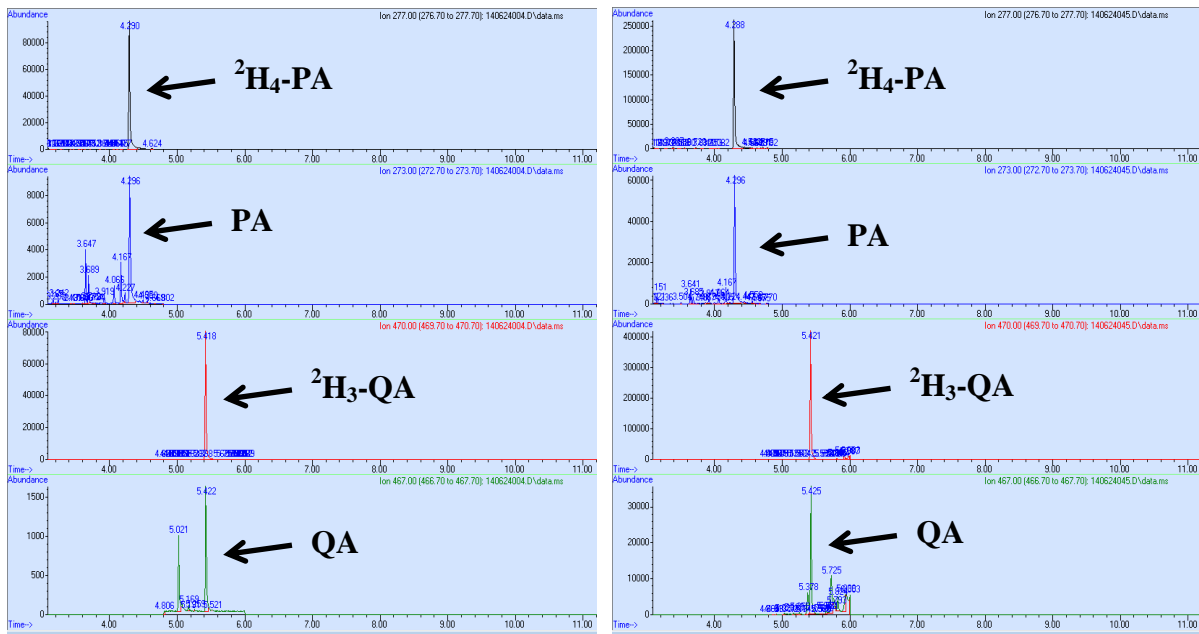 Abundance
Ion 277.00 (276.70 to 277.70): 140624004.D\data.ms
4.290
80000
60000
40000
20000
0
²H₄-PA
4.624
Time-->
4.00 5.00 6.00 7.00 8.00 9.00 10.00 11.00
Abundance
Ion 273.00 (272.70 to 273.70): 140624004.D\data.ms
4.296
8000
6000
4000
2000
0
PA
3.647
3.689
4.167
4.066
3.919
4.227
Time-->
4.00 5.00 6.00 7.00 8.00 9.00 10.00 11.00
Abundance
Ion 470.00 (469.70 to 470.70): 140624004.D\data.ms
5.418
80000
60000
40000
20000
0
²H₃-QA
Time-->
4.00 5.00 6.00 7.00 8.00 9.00 10.00 11.00
Abundance
Ion 467.00 (466.70 to 467.70): 140624004.D\data.ms
5.422
1500
1000
500
0
5.021
QA
5.169
4.806
5.521
Time-->
4.00 5.00 6.00 7.00 8.00 9.00 10.00 11.00
Abundance
Ion 277.00 (276.70 to 277.70): 140624045.D\data.ms
4.288
250000
200000
150000
100000
50000
0
²H₄-PA
Time-->
4.00 5.00 6.00 7.00 8.00 9.00 10.00 11.00
Abundance
Ion 273.00 (272.70 to 273.70): 140624045.D\data.ms
4.296
60000
40000
20000
0
PA
3.641
4.167
Time-->
4.00 5.00 6.00 7.00 8.00 9.00 10.00 11.00
Abundance
Ion 470.00 (469.70 to 470.70): 140624045.D\data.ms
5.421
400000
300000
200000
100000
0
²H₃-QA
Time-->
4.00 5.00 6.00 7.00 8.00 9.00 10.00 11.00
Abundance
Ion 467.00 (466.70 to 467.70): 140624045.D\data.ms
5.425
30000
20000
10000
0
QA
5.725
5.378
Time-->
4.00 5.00 6.00 7.00 8.00 9.00 10.00 11.00